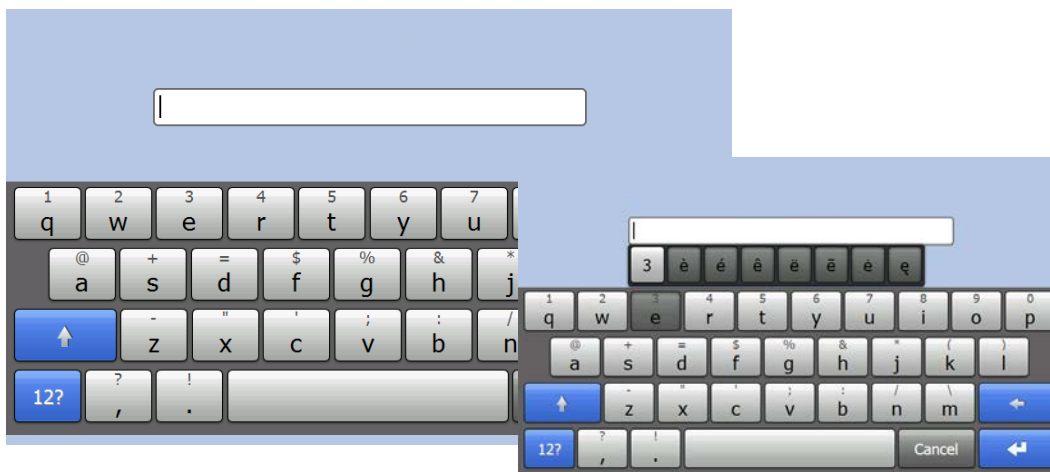 1 2 3 4 5 6 7
q w e r t y u
@ + = $ % & *
a s d f g h j
- " ' ; : /
z x c v b n
12? ? , ! .
3 è é ê ë ẽ ė ę
1 2 3 4 5 6 7 8 9 0
q w e r t y u i o p
@ + = $ % & * ( )
a s d f g h j k l
- " ' ; : / \
z x c v b n m
12? ? , ! . Cancel